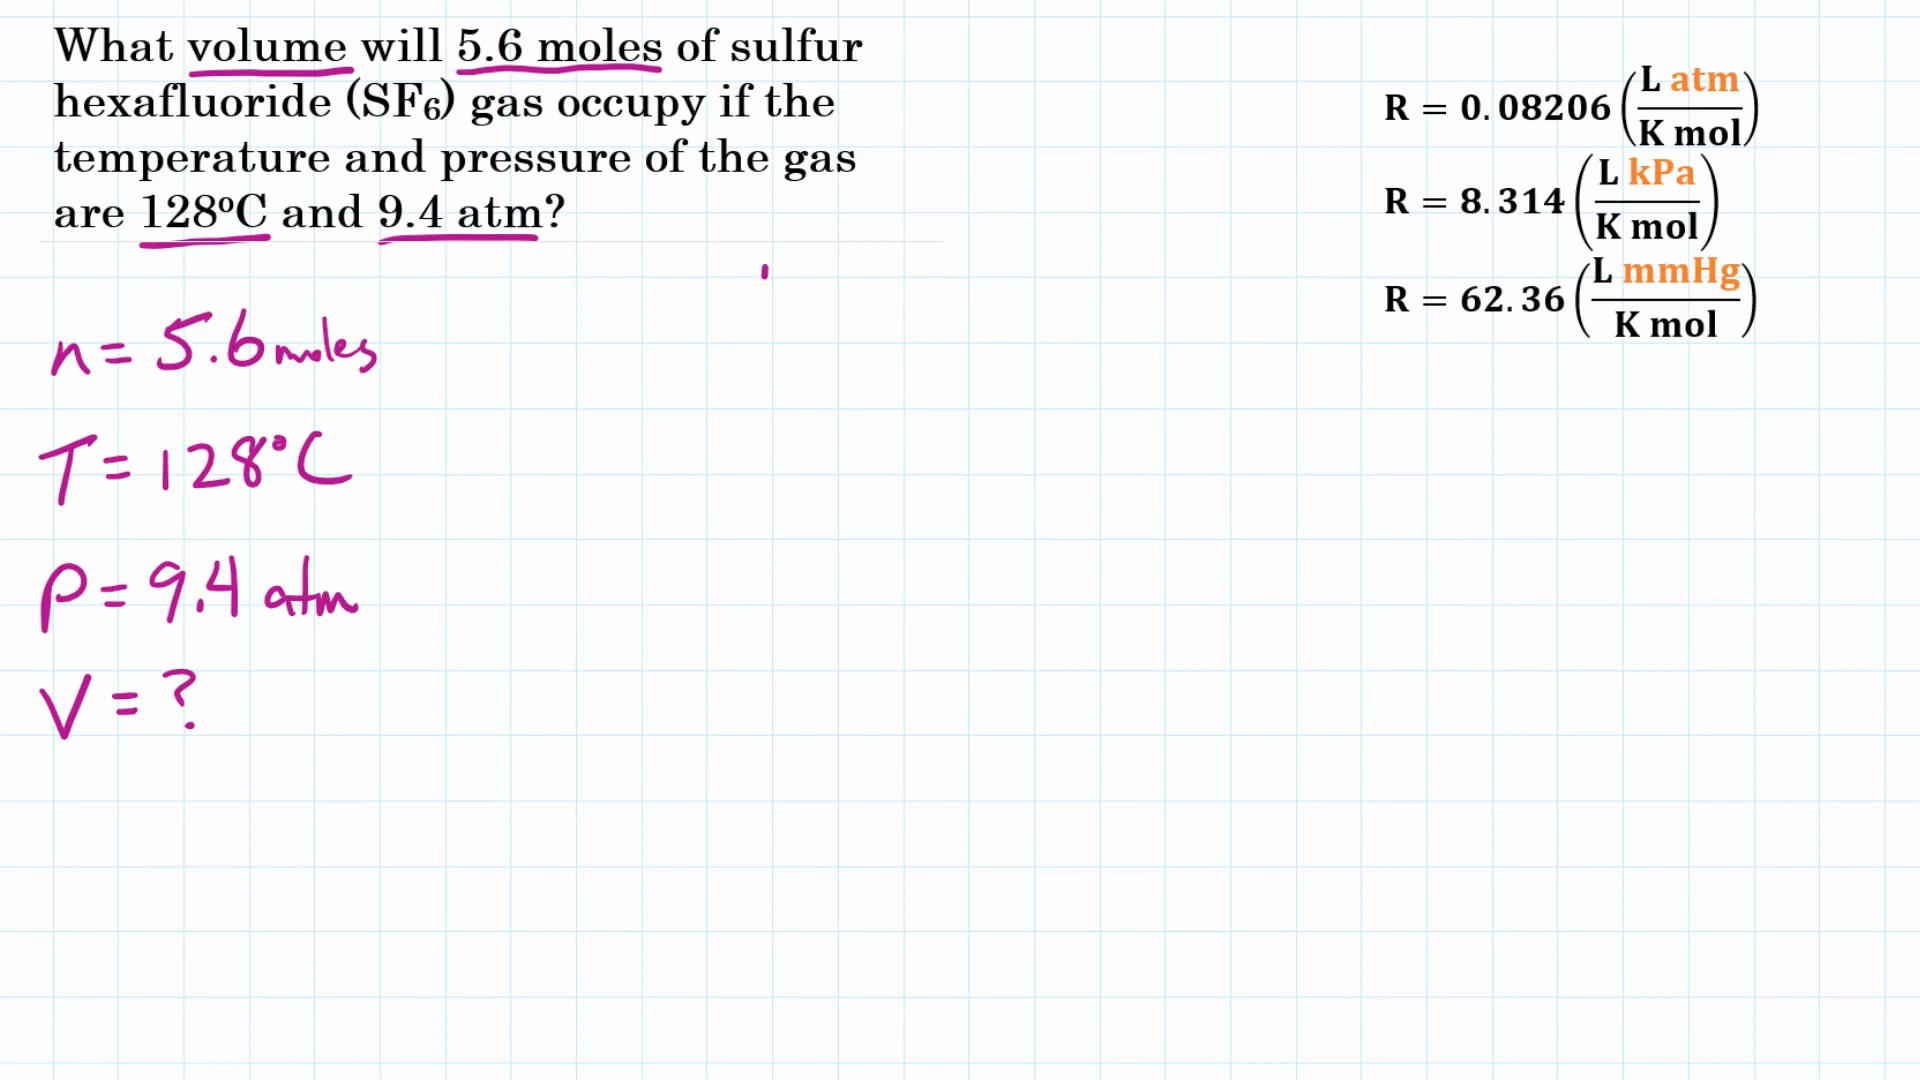 What volume will 5.6 moles of sulfur
hexafluoride (SF₆) gas occupy if the
temperature and pressure of the gas
are 128ºC and 9.4 atm?
R = 0.08206 (L atm / K mol)
R = 8.314 (L kPa / K mol)
R = 62.36 (L mmHg / K mol)
n = 5.6 moles
T = 128°C
P = 9.4 atm
V = ?